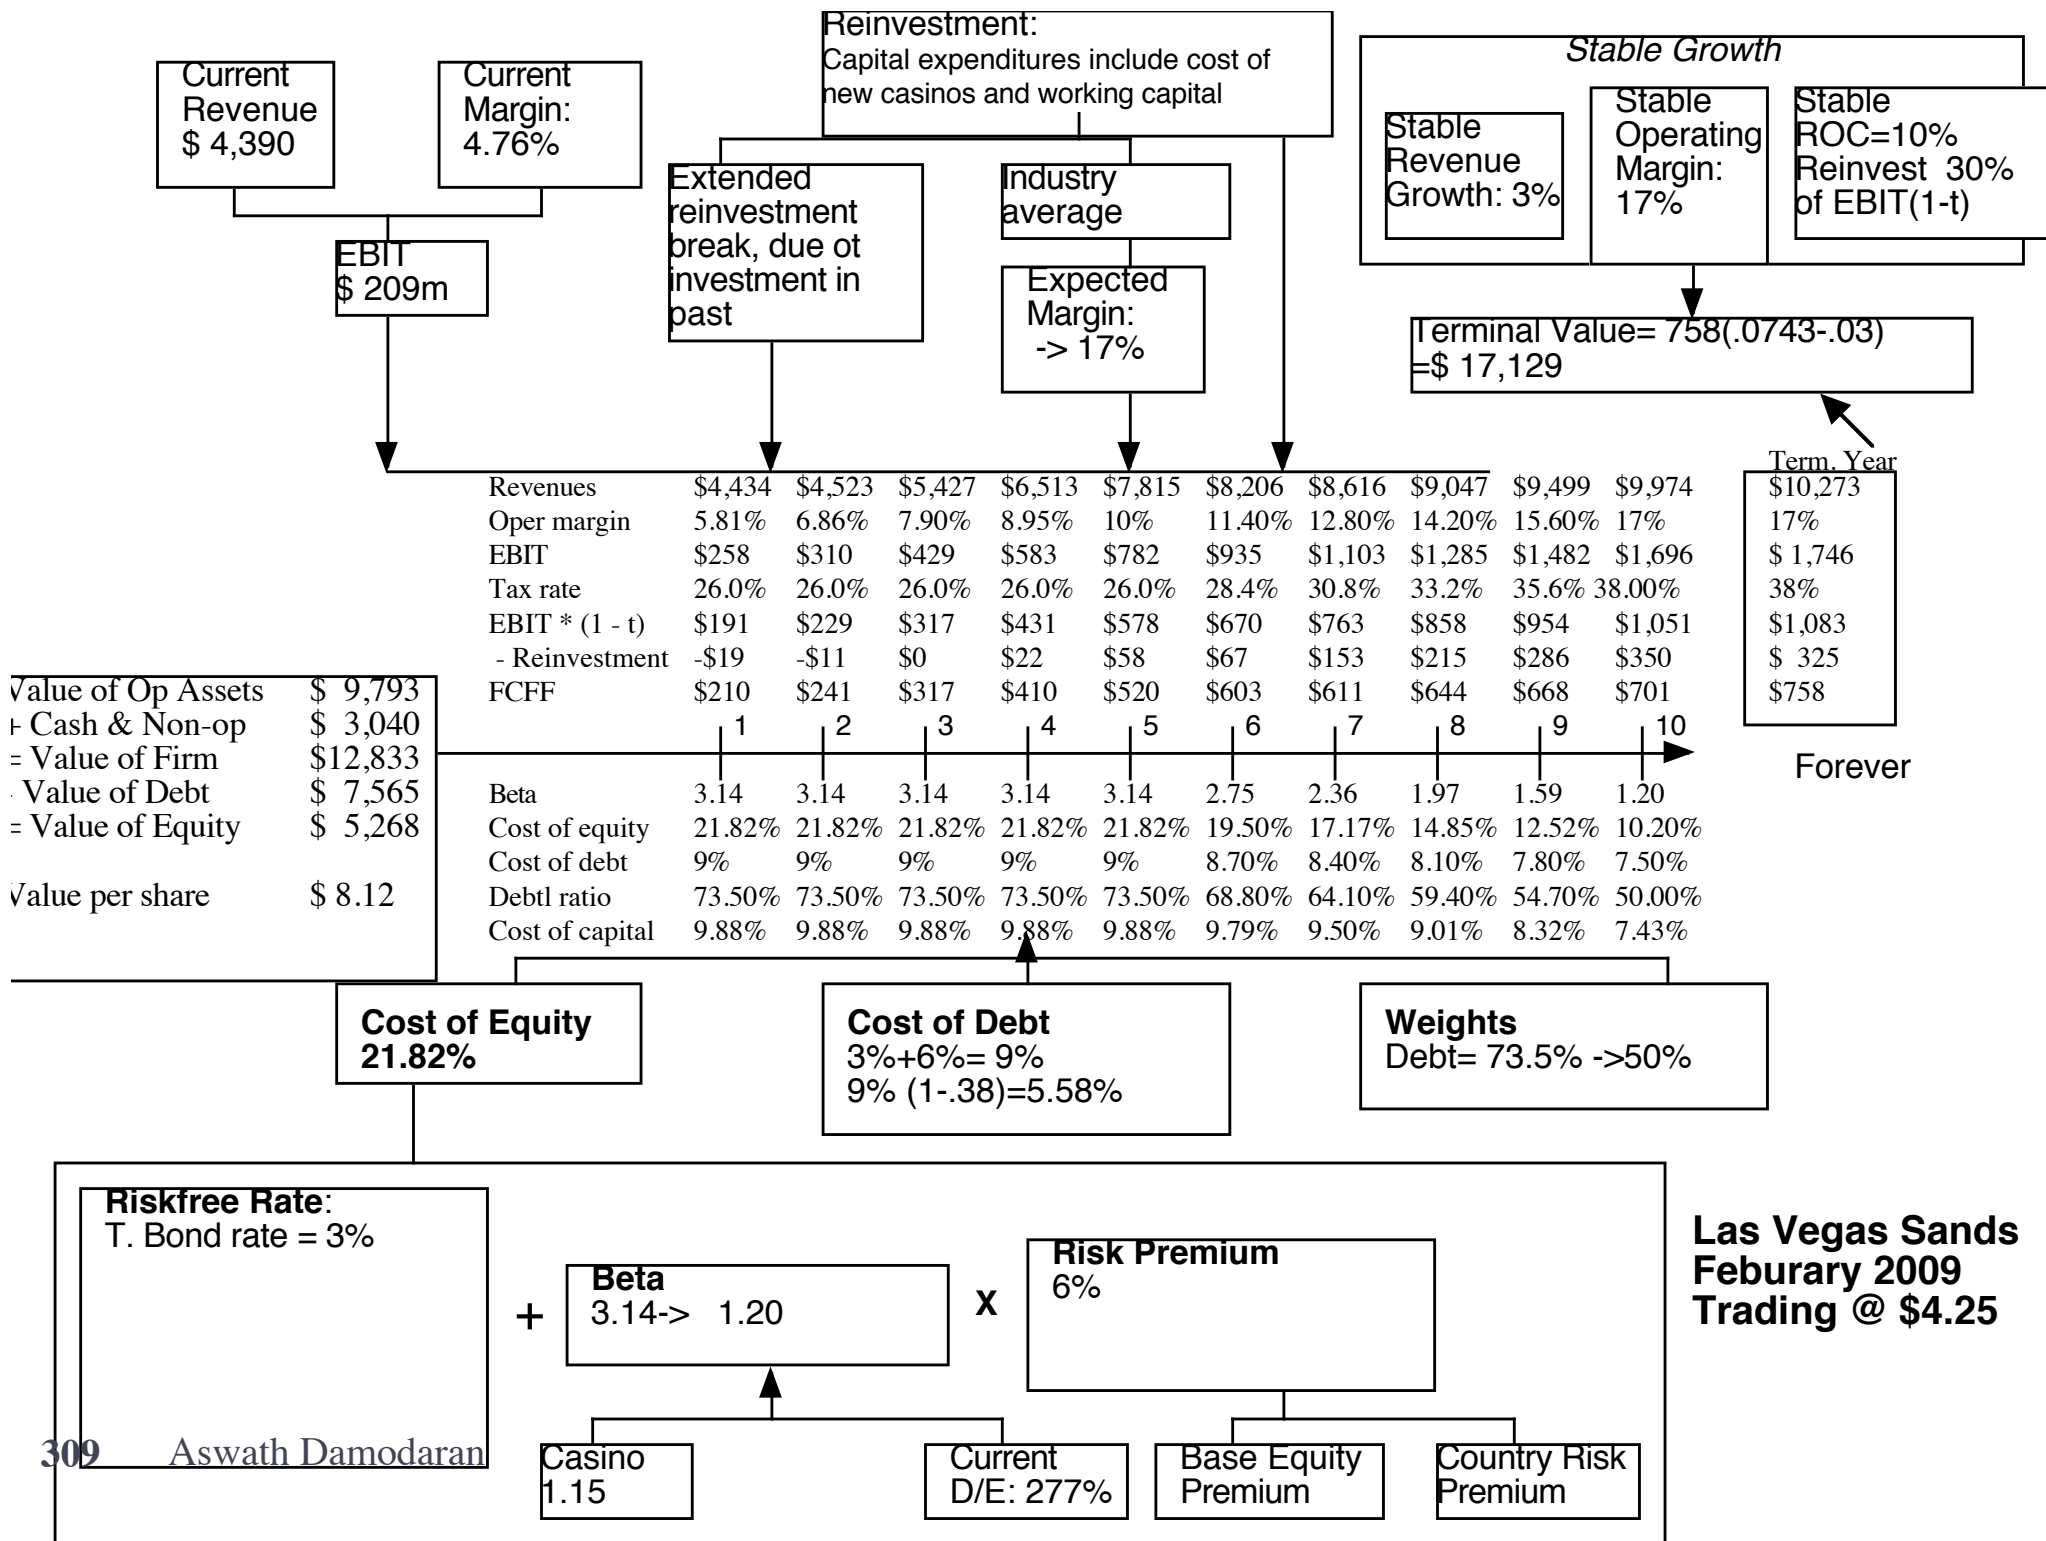 Reinvestment:
Capital expenditures include cost of
new casinos and working capital
Stable Growth
Current
Revenue
$ 4,390
Current
Margin:
4.76%
Stable
Revenue
Growth: 3%
Stable
Operating
Margin:
17%
Stable
ROC=10%
Reinvest 30%
of EBIT(1-t)
Extended
reinvestment
break, due ot
investment in
past
Industry
average
EBIT
$ 209m
Expected
Margin:
-> 17%
Terminal Value= 758(.0743-.03)
=$ 17,129
Term. Year
Revenues $4,434 $4,523 $5,427 $6,513 $7,815 $8,206 $8,616 $9,047 $9,499 $9,974 $10,273
Oper margin 5.81% 6.86% 7.90% 8.95% 10% 11.40% 12.80% 14.20% 15.60% 17% 17%
EBIT $258 $310 $429 $583 $782 $935 $1,103 $1,285 $1,482 $1,696 $ 1,746
Tax rate 26.0% 26.0% 26.0% 26.0% 26.0% 28.4% 30.8% 33.2% 35.6% 38.00% 38%
EBIT * (1 - t) $191 $229 $317 $431 $578 $670 $763 $858 $954 $1,051 $1,083
- Reinvestment -$19 -$11 $0 $22 $58 $67 $153 $215 $286 $350 $ 325
FCFF $210 $241 $317 $410 $520 $603 $611 $644 $668 $701 $758
1 2 3 4 5 6 7 8 9 10
Forever
Value of Op Assets $ 9,793
+ Cash & Non-op $ 3,040
= Value of Firm $12,833
- Value of Debt $ 7,565
= Value of Equity $ 5,268
Value per share $ 8.12
Beta 3.14 3.14 3.14 3.14 3.14 2.75 2.36 1.97 1.59 1.20
Cost of equity 21.82% 21.82% 21.82% 21.82% 21.82% 19.50% 17.17% 14.85% 12.52% 10.20%
Cost of debt 9% 9% 9% 9% 9% 8.70% 8.40% 8.10% 7.80% 7.50%
Debtl ratio 73.50% 73.50% 73.50% 73.50% 73.50% 68.80% 64.10% 59.40% 54.70% 50.00%
Cost of capital 9.88% 9.88% 9.88% 9.88% 9.88% 9.79% 9.50% 9.01% 8.32% 7.43%
Cost of Equity
21.82%
Cost of Debt
3%+6%= 9%
9% (1-.38)=5.58%
Weights
Debt= 73.5% ->50%
Riskfree Rate:
T. Bond rate = 3%
+
Beta
3.14-> 1.20
X
Risk Premium
6%
Las Vegas Sands
Feburary 2009
Trading @ $4.25
Casino
1.15
Current
D/E: 277%
Base Equity
Premium
Country Risk
Premium
309 Aswath Damodaran